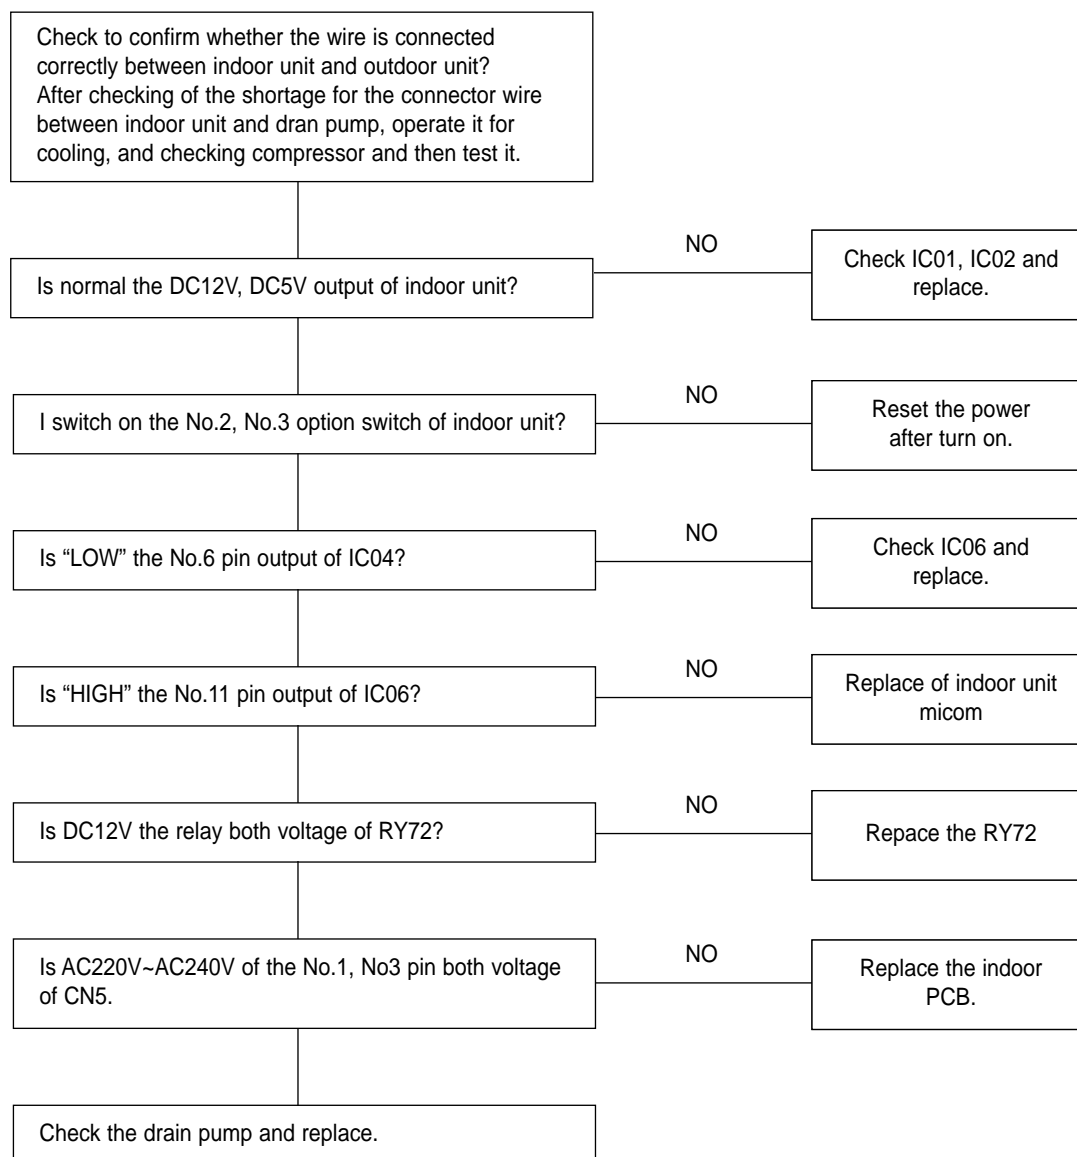 Check to confirm whether the wire is connected
correctly between indoor unit and outdoor unit?
After checking of the shortage for the connector wire
between indoor unit and dran pump, operate it for
cooling, and checking compressor and then test it.
Is normal the DC12V, DC5V output of indoor unit?
NO
Check IC01, IC02 and
replace.
I switch on the No.2, No.3 option switch of indoor unit?
NO
Reset the power
after turn on.
Is “LOW” the No.6 pin output of IC04?
NO
Check IC06 and
replace.
Is “HIGH” the No.11 pin output of IC06?
NO
Replace of indoor unit
micom
Is DC12V the relay both voltage of RY72?
NO
Repace the RY72
Is AC220V~AC240V of the No.1, No3 pin both voltage
of CN5.
NO
Replace the indoor
PCB.
Check the drain pump and replace.